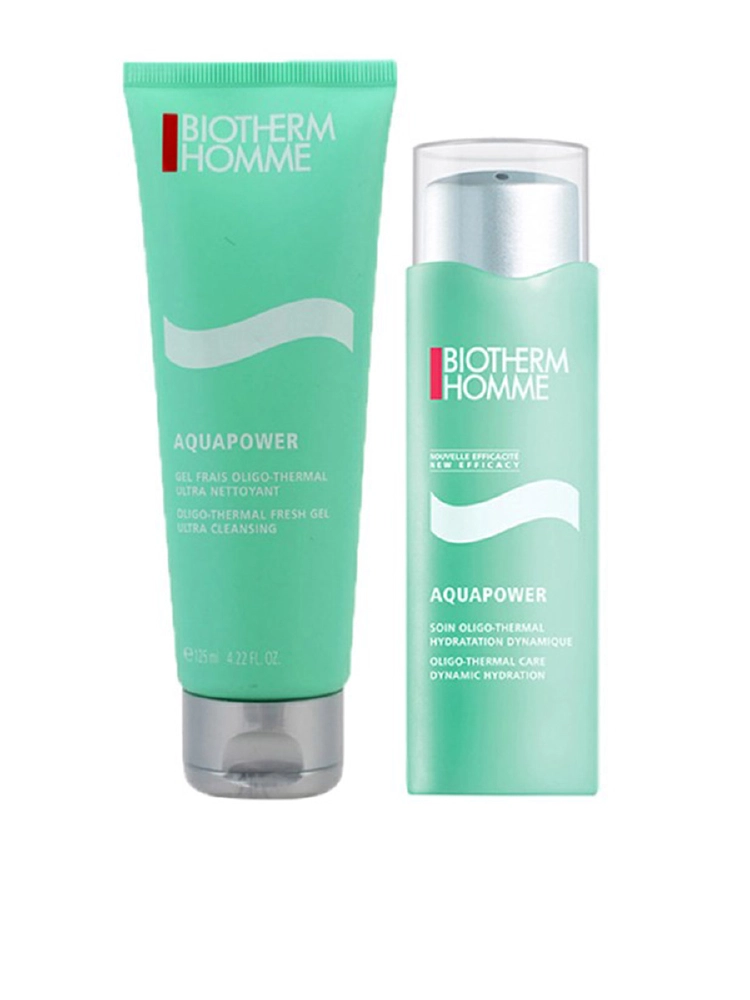 BIOTHERM
HOMME
AQUAPOWER
GEL FRAIS OLIGO-THERMAL
ULTRA NETTOYANT
OLIGO-THERMAL FRESH GEL
ULTRA CLEANSING
℮125 ml 4.22 FL. OZ.
BIOTHERM
HOMME
NOUVELLE EFFICACITÉ
NEW EFFICACY
AQUAPOWER
SOIN OLIGO-THERMAL
HYDRATATION DYNAMIQUE
OLIGO-THERMAL CARE
DYNAMIC HYDRATION